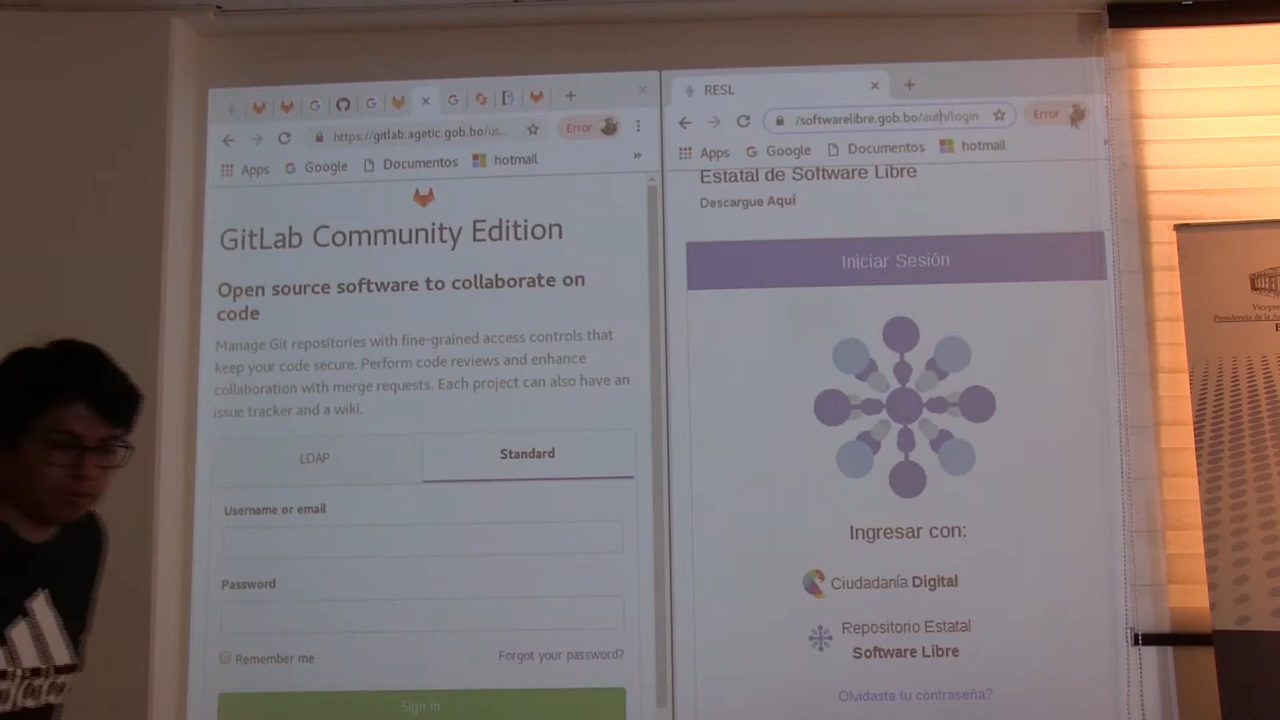 https://gitlab.agetic.gob.bo/us...
Error
Apps
Google
Documentos
hotmail
»
GitLab Community Edition
Open source software to collaborate on
code
Manage Git repositories with fine-grained access controls that
keep your code secure. Perform code reviews and enhance
collaboration with merge requests. Each project can also have an
issue tracker and a wiki.
LDAP
Standard
Username or email
Password
Remember me
Forgot your password?
Sign in
RESL
/softwarelibre.gob.bo/auth/login
Error
Apps
Google
Documentos
hotmail
Estatal de Software Libre
Descargue Aquí
Iniciar Sesión
Ingresar con:
Ciudadanía Digital
Repositorio Estatal
Software Libre
Olvidaste tu contraseña?
adidas